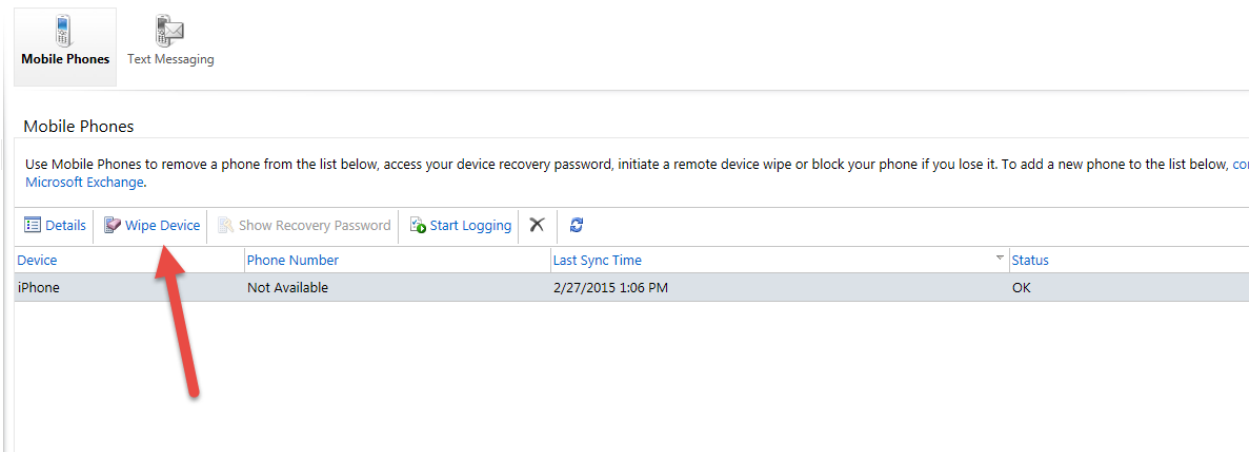 Mobile Phones Text Messaging
Mobile Phones
Use Mobile Phones to remove a phone from the list below, access your device recovery password, initiate a remote device wipe or block your phone if you lose it. To add a new phone to the list below,
Microsoft Exchange.
Details Wipe Device Show Recovery Password Start Logging
Device Phone Number Last Sync Time Status
iPhone Not Available 2/27/2015 1:06 PM OK